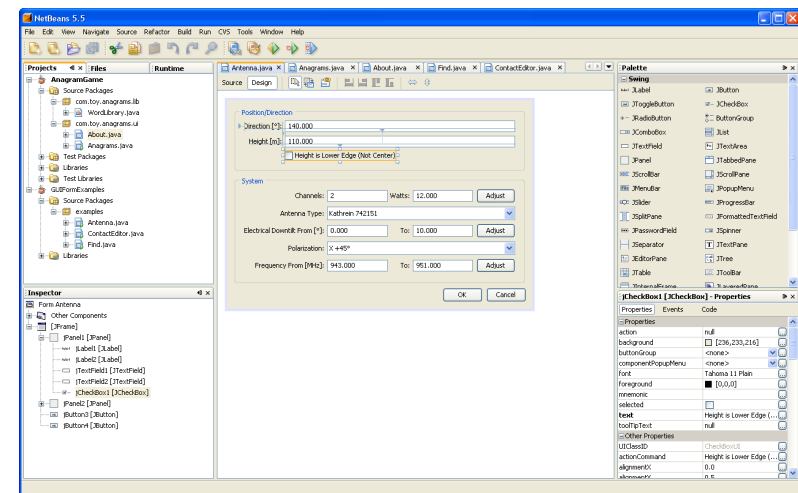 NetBeans 5.5
File Edit View Navigate Source Refactor Build Run CVS Tools Window Help
Projects Files Runtime
AnagramGame
Source Packages
com.toy.anagrams.lib
WordLibrary.java
com.toy.anagrams.ui
About.java
Anagrams.java
Test Packages
Libraries
Test Libraries
GUIFormExamples
Source Packages
examples
Antenna.java
ContactEditor.java
Find.java
Libraries
Inspector
Form Antenna
Other Components
[JFrame]
jPanel1 [JPanel]
jLabel1 [JLabel]
jLabel2 [JLabel]
jTextField1 [JTextField]
jTextField2 [JTextField]
jCheckBox1 [JCheckBox]
jPanel2 [JPanel]
jButton3 [JButton]
jButton4 [JButton]
Antenna.java x Anagrams.java x About.java x Find.java x ContactEditor.java x
Source Design
Position/Direction
Direction [°]: 140.000
Height [m]: 110.000
Height is Lower Edge (Not Center)
System
Channels: 2 Watts: 12.000 Adjust
Antenna Type: Kathrein 742151
Electrical Downtilt From [°]: 0.000 To: 10.000 Adjust
Polarization: X +45°
Frequency From [MHz]: 943.000 To: 951.000 Adjust
OK Cancel
Palette
Swing
JLabel JButton
JToggleButton JCheckBox
JRadioButton ButtonGroup
JComboBox JList
JTextField JTextArea
JPanel JTabbedPane
JScrollBar JScrollPane
JMenuBar JPopupMenu
JSlider JProgressBar
JSplitPane JFormattedTextField
JPasswordField JSpinner
JSeparator JTextPane
JEditorPane JTree
JTable JToolBar
JInternalFrame JLayeredPane
jCheckBox1 [JCheckBox] - Properties
Properties Events Code
Properties
action null
background [236,233,216]
buttonGroup <none>
componentPopupMenu <none>
font Tahoma 11 Plain
foreground [0,0,0]
mnemonic
selected
text Height is Lower Edge (...
toolTipText null
Other Properties
UIClassID CheckBoxUI
actionCommand Height is Lower Edge (...
alignmentX 0.0
alignmentY 0.5